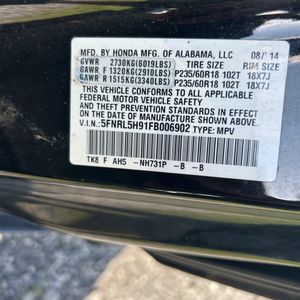 MFD. BY HONDA MFG. OF ALABAMA, LLC 08/14
GVWR 2730KG(6019LBS) TIRE SIZE RIM SIZE
GAWR F 1320KG(2910LBS) P235/60R18 102T 18X7J
GAWR R 1515KG(3340LBS) P235/60R18 102T 18X7J
THIS VEHICLE CONFORMS TO ALL APPLICABLE
FEDERAL MOTOR VEHICLE SAFETY, BUMPER, AND
THEFT PREVENTION STANDARDS IN EFFECT ON THE
DATE OF MANUFACTURE SHOWN ABOVE.
V.I.N.: 5FNRL5H91FB006902 TYPE: MPV
TK8 F AH5 -NH731P -B -B